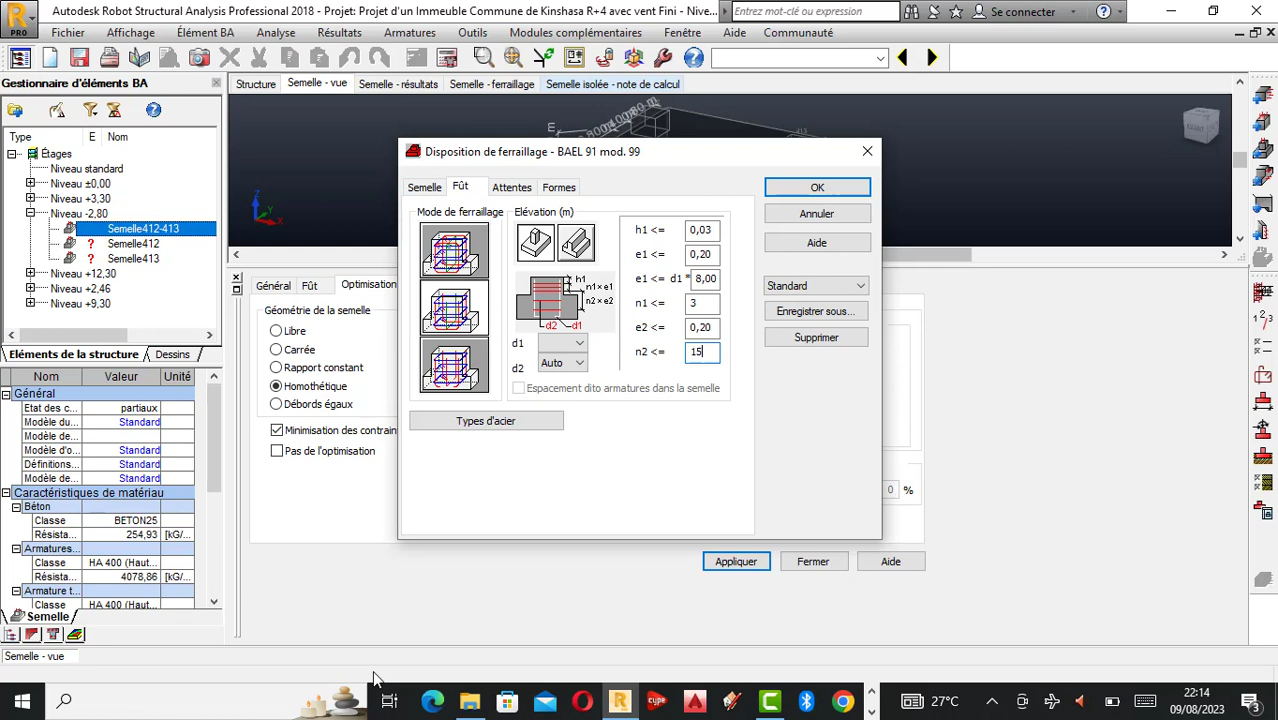 Autodesk Robot Structural Analysis Professional 2018 - Projet: Projet d'un Immeuble Commune de Kinshasa R+4 avec vent Fini - Nive...
Entrez mot-clé ou expression
Se connecter
PRO
Fichier Affichage Élément BA Analyse Résultats Armatures Outils Modules complémentaires Fenêtre Aide Communauté
Gestionnaire d'éléments BA
Structure Semelle - vue Semelle - résultats Semelle - ferraillage Semelle isolée - note de calcul
Type E Nom
Étages
Niveau standard
Niveau ±0,00
Niveau +3,30
Niveau -2,80
Semelle412-413
? Semelle412
? Semelle413
Niveau +12,30
Niveau +2,46
Niveau +9,30
Éléments de la structure Dessins
Nom Valeur Unité
Général
Etat des c... partiaux
Modèle du... Standard
Modèle de...
Modèle d'o... Standard
Définitions... Standard
Modèle de... Standard
Caractéristiques de matériau
Béton
Classe BETON25
Résista... 254,93 [kG/...
Armatures...
Classe HA 400 (Haut...
Résista... 4078,86 [kG/...
Armature t...
Classe HA 400 (Haut...
Semelle
Semelle - vue
Général Fût Optimisation
Géométrie de la semelle
Libre
Carrée
Rapport constant
Homothétique
Débords égaux
Minimisation des contrain
Pas de l'optimisation
0 %
Appliquer Fermer Aide
Disposition de ferraillage - BAEL 91 mod. 99
Semelle Fût Attentes Formes
Mode de ferraillage
Elévation (m)
h1
n1 x e1
n2 x e2
d2 d1
d1
d2 Auto
h1 <= 0,03
e1 <= 0,20
e1 <= d1 * 8,00
n1 <= 3
e2 <= 0,20
n2 <= 15
Espacement dito armatures dans la semelle
Types d'acier
OK
Annuler
Aide
Standard
Enregistrer sous...
Supprimer
27°C
22:14
09/08/2023